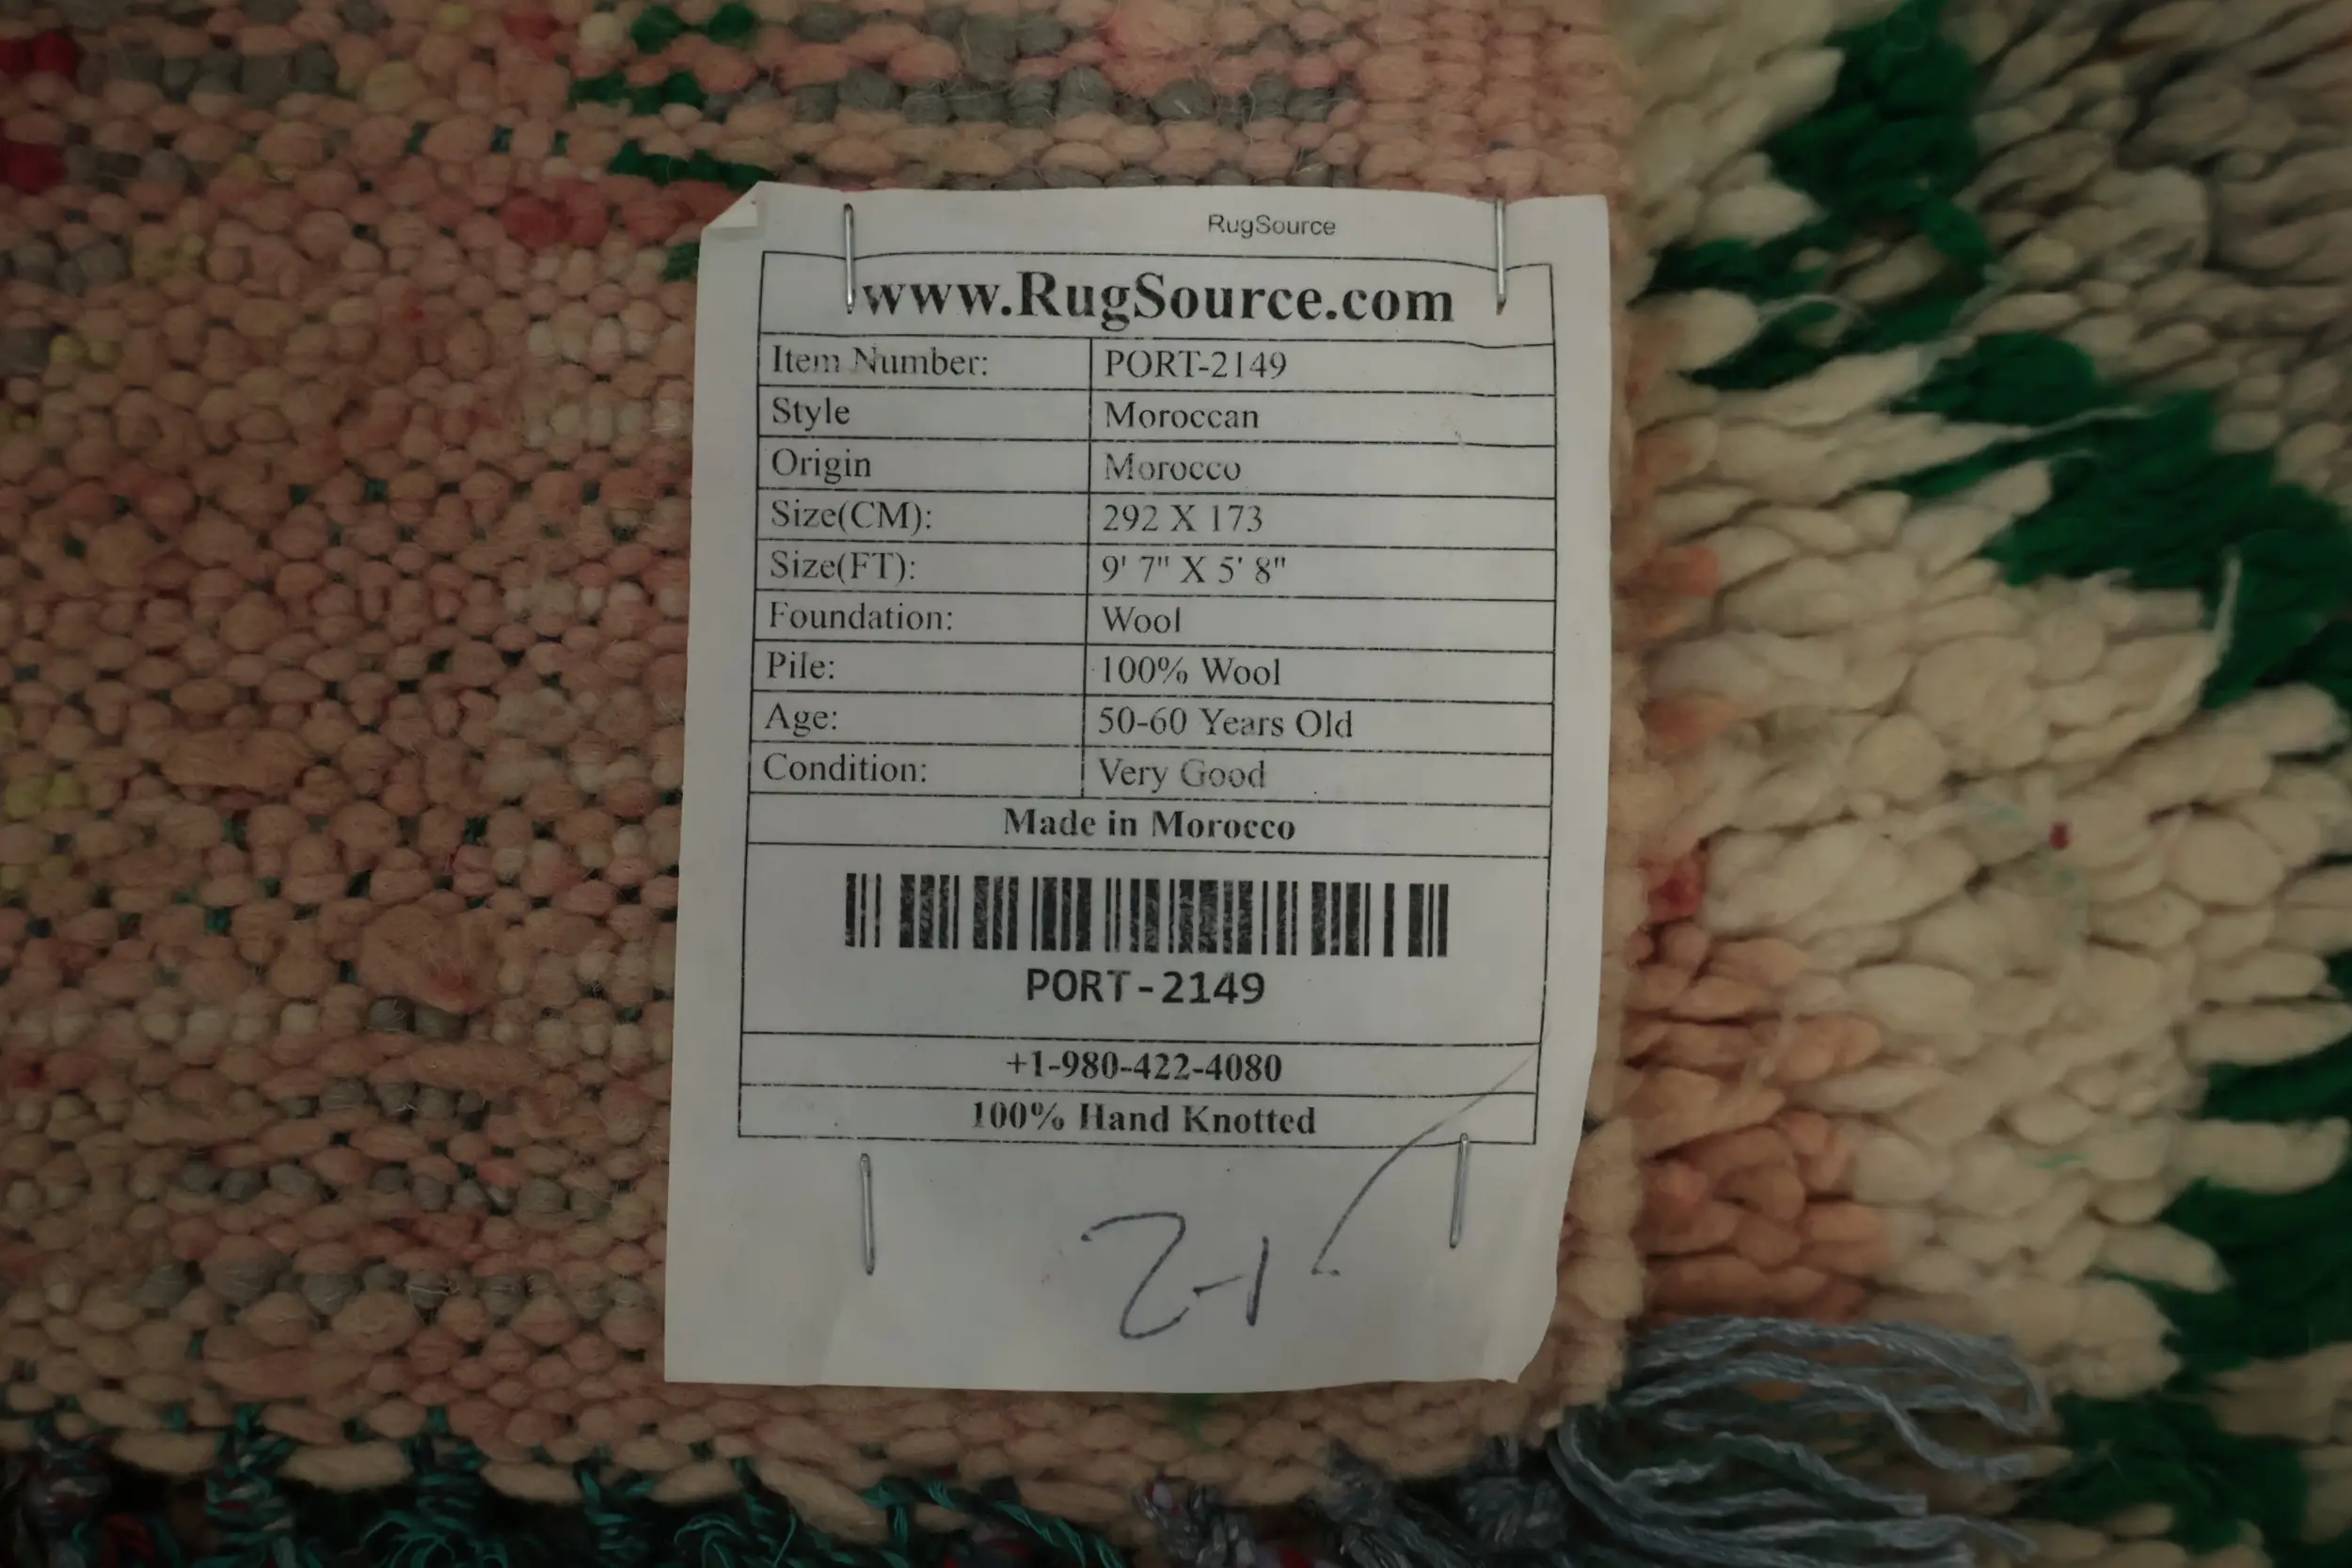 RugSource
www.RugSource.com
Item Number: PORT-2149
Style Moroccan
Origin Morocco
Size(CM): 292 X 173
Size(FT): 9' 7" X 5' 8"
Foundation: Wool
Pile: 100% Wool
Age: 50-60 Years Old
Condition: Very Good
Made in Morocco
PORT-2149
+1-980-422-4080
100% Hand Knotted
2-1